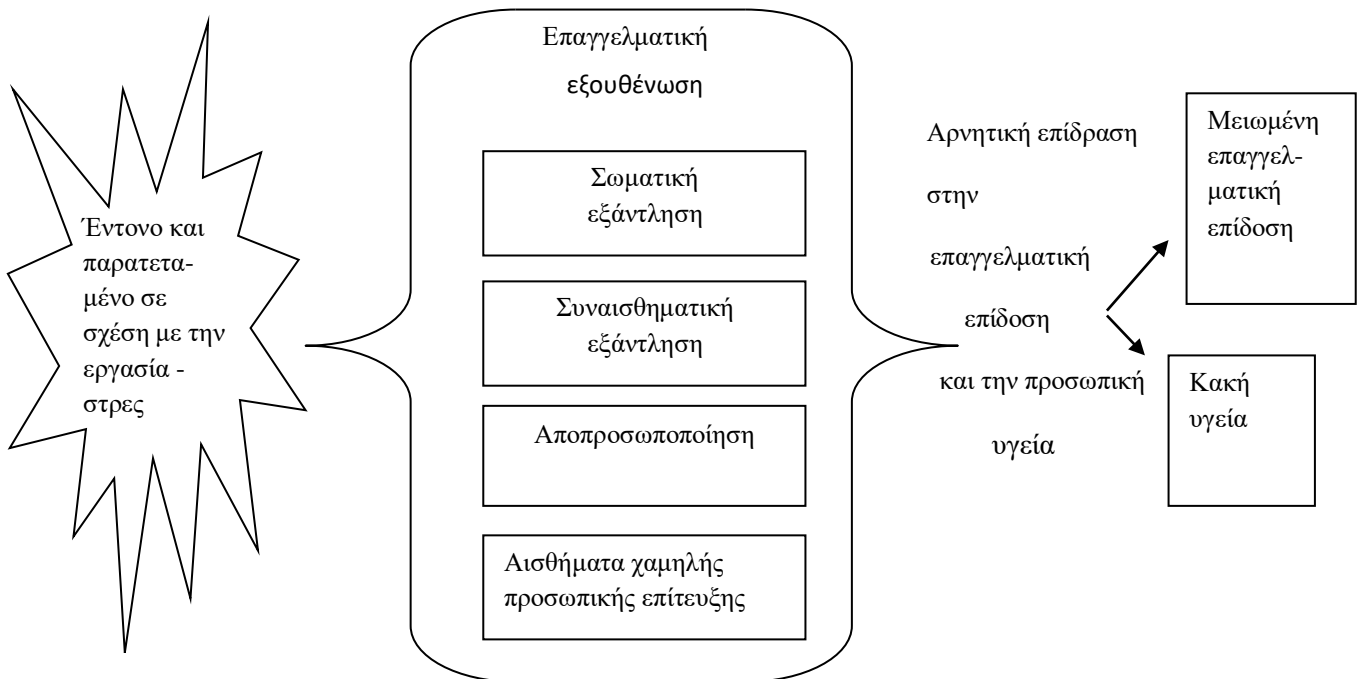 Έντονο και
παρατετα-
μένο σε
σχέση με την
εργασία -
στρες
Επαγγελματική
εξουθένωση
Σωματική
εξάντληση
Συναισθηματική
εξάντληση
Αποπροσωποποίηση
Αισθήματα χαμηλής
προσωπικής επίτευξης
Αρνητική επίδραση
στην
επαγγελματική
επίδοση
και την προσωπική
υγεία
Μειωμένη
επαγγελ-
ματική
επίδοση
Κακή
υγεία